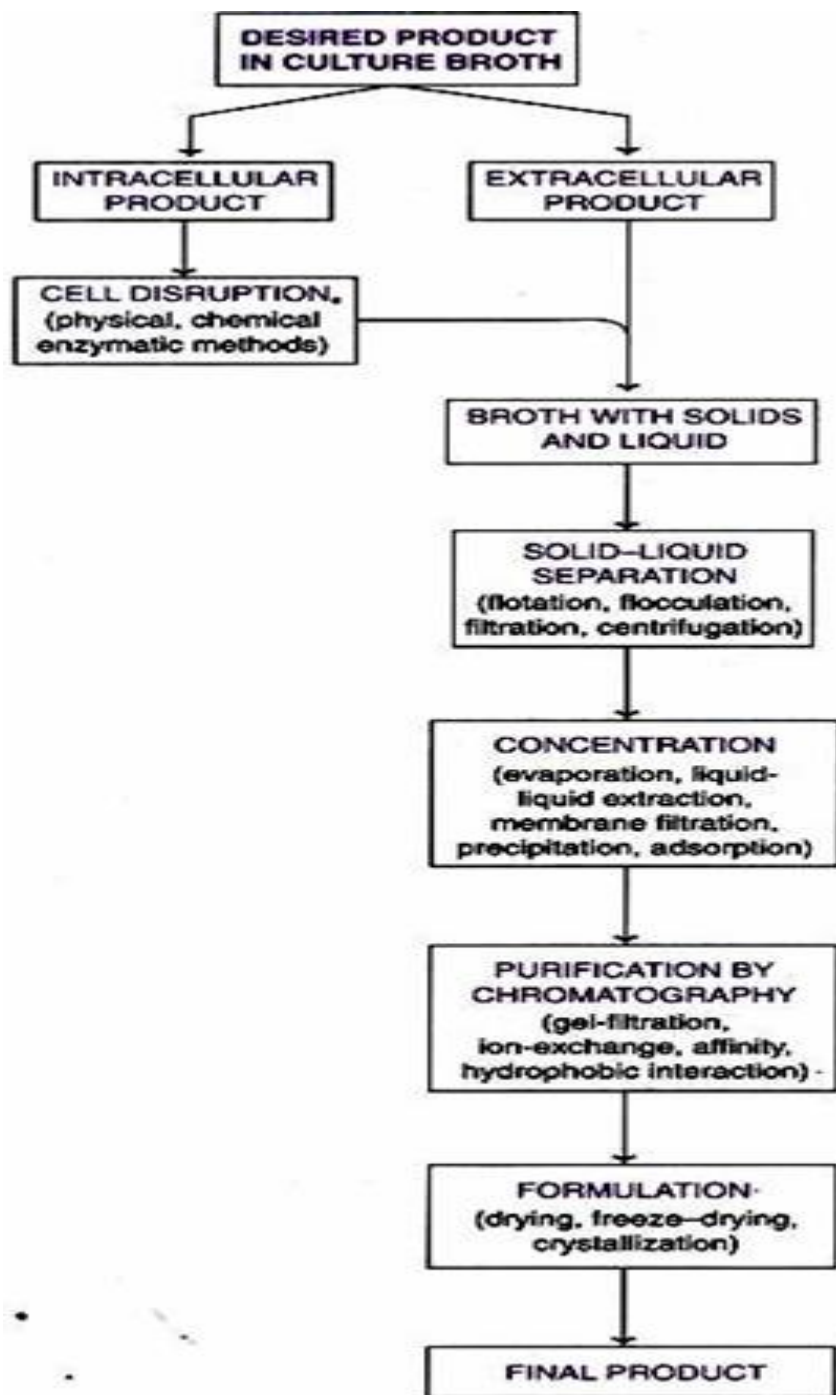 DESIRED PRODUCT
IN CULTURE BROTH
INTRACELLULAR
PRODUCT
EXTRACELLULAR
PRODUCT
CELL DISRUPTION
(physical, chemical
enzymatic methods)
BROTH WITH SOLIDS
AND LIQUID
SOLID–LIQUID
SEPARATION
(flotation, flocculation,
filtration, centrifugation)
CONCENTRATION
(evaporation, liquid-
liquid extraction,
membrane filtration,
precipitation, adsorption)
PURIFICATION BY
CHROMATOGRAPHY
(gel-filtration,
ion-exchange, affinity,
hydrophobic interaction)
FORMULATION
(drying, freeze–drying,
crystallization)
FINAL PRODUCT